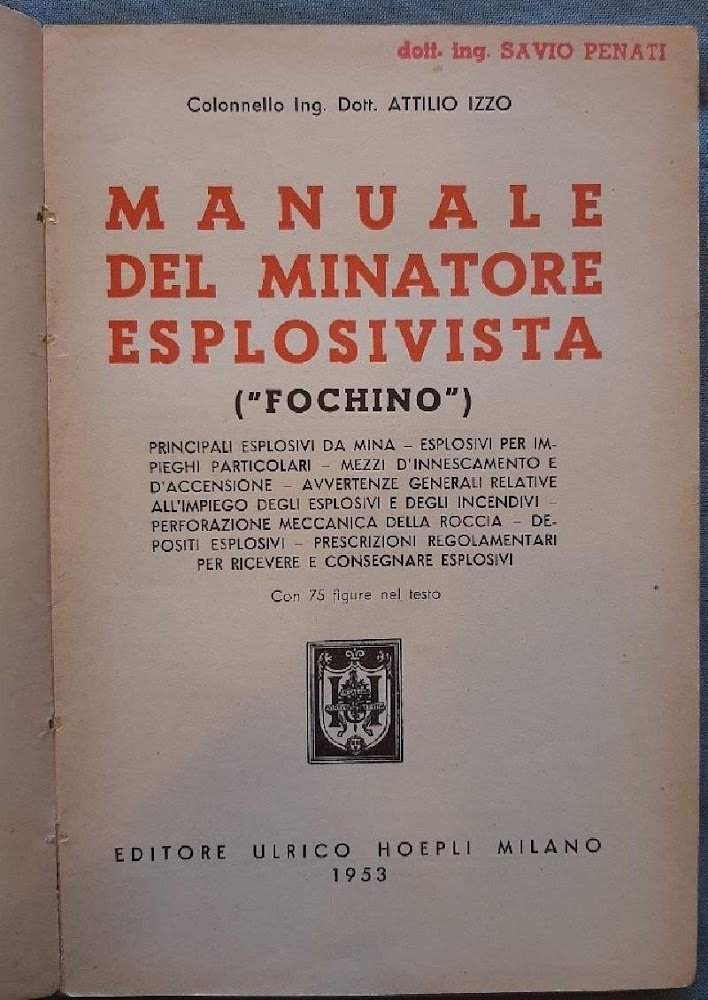 dott. ing. SAVIO PENATI
Colonnello Ing. Dott. ATTILIO IZZO
MANUALE
DEL MINATORE
ESPLOSIVISTA
("FOCHINO")
PRINCIPALI ESPLOSIVI DA MINA – ESPLOSIVI PER IM-
PIEGHI PARTICOLARI – MEZZI D'INNESCAMENTO E
D'ACCENSIONE – AVVERTENZE GENERALI RELATIVE
ALL'IMPIEGO DEGLI ESPLOSIVI E DEGLI INCENDIVI –
PERFORAZIONE MECCANICA DELLA ROCCIA – DE-
POSITI ESPLOSIVI – PRESCRIZIONI REGOLAMENTARI
PER RICEVERE E CONSEGNARE ESPLOSIVI
Con 75 figure nel testo
EDITORE ULRICO HOEPLI MILANO
1953